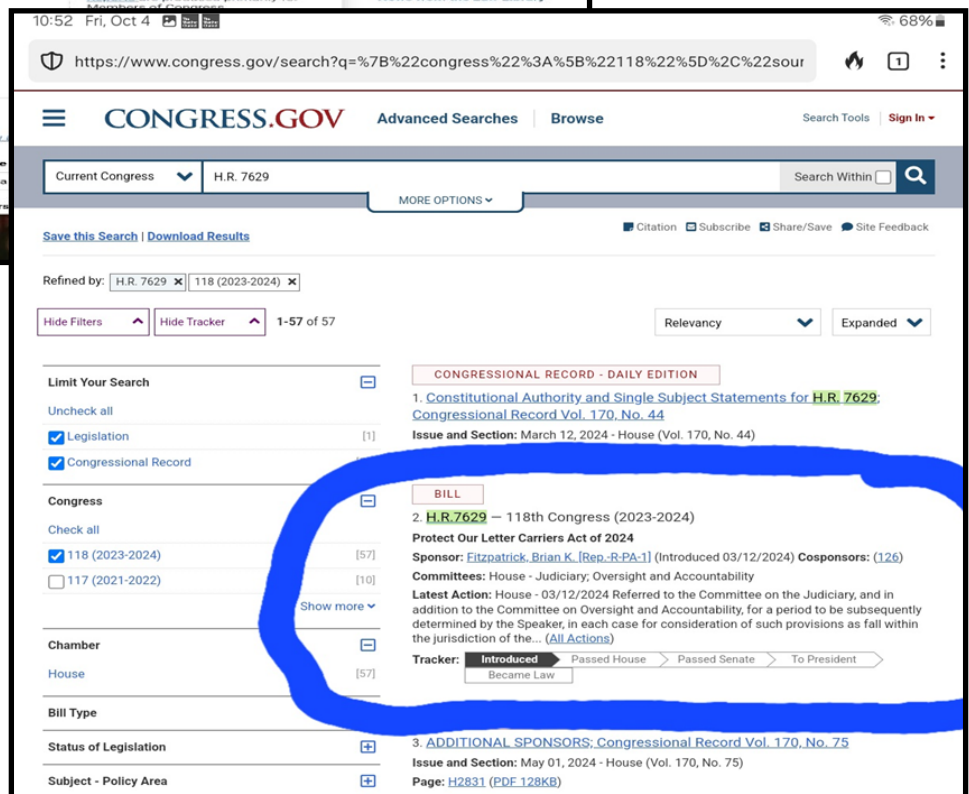 Members of Congress
10:52 Fri, Oct 4 68%
https://www.congress.gov/search?q=%7B%22congress%22%3A%5B%22118%22%5D%2C%22sour 1
CONGRESS.GOV Advanced Searches Browse Search Tools Sign In
Current Congress H.R. 7629 Search Within
MORE OPTIONS
Save this Search | Download Results Citation Subscribe Share/Save Site Feedback
Refined by: H.R. 7629 × 118 (2023-2024) ×
Hide Filters Hide Tracker 1-57 of 57 Relevancy Expanded
Limit Your Search
Uncheck all
Legislation [1]
Congressional Record
Congress
Check all
118 (2023-2024) [57]
117 (2021-2022) [10]
Show more
Chamber
House [57]
Bill Type
Status of Legislation
Subject - Policy Area
CONGRESSIONAL RECORD - DAILY EDITION
1. Constitutional Authority and Single Subject Statements for H.R. 7629;
Congressional Record Vol. 170, No. 44
Issue and Section: March 12, 2024 - House (Vol. 170, No. 44)
BILL
2. H.R.7629 — 118th Congress (2023-2024)
Protect Our Letter Carriers Act of 2024
Sponsor: Fitzpatrick, Brian K. [Rep.-R-PA-1] (Introduced 03/12/2024) Cosponsors: (126)
Committees: House - Judiciary; Oversight and Accountability
Latest Action: House - 03/12/2024 Referred to the Committee on the Judiciary, and in
addition to the Committee on Oversight and Accountability, for a period to be subsequently
determined by the Speaker, in each case for consideration of such provisions as fall within
the jurisdiction of the... (All Actions)
Tracker: Introduced Passed House Passed Senate To President
Became Law
3. ADDITIONAL SPONSORS; Congressional Record Vol. 170, No. 75
Issue and Section: May 01, 2024 - House (Vol. 170, No. 75)
Page: H2831 (PDF 128KB)